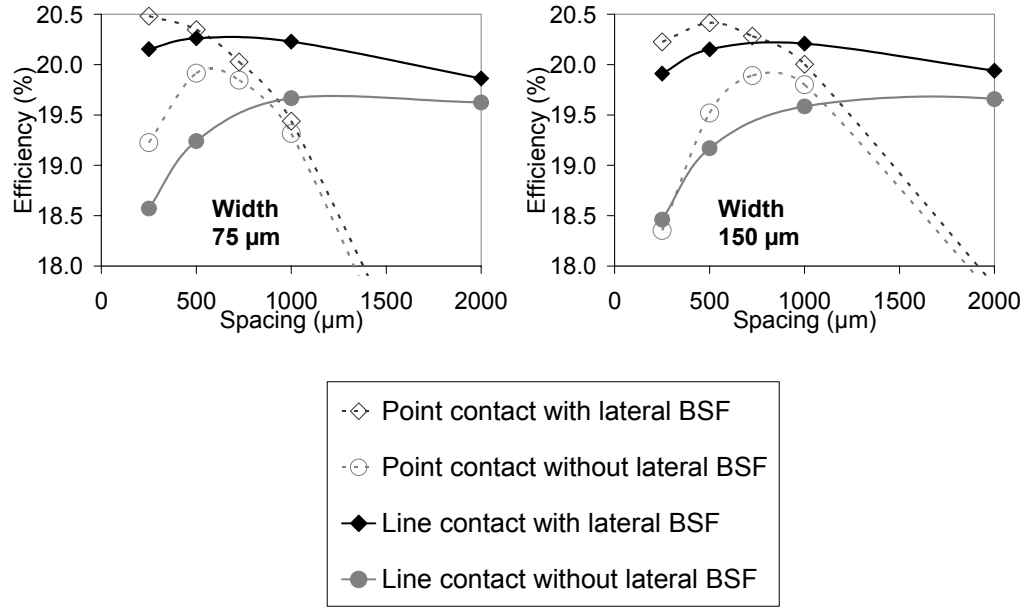 20.5
20.0
19.5
19.0
18.5
18.0
Efficiency (%)
Width
75 µm
0 500 1000 1500 2000
Spacing (µm)
20.5
20.0
19.5
19.0
18.5
18.0
Efficiency (%)
Width
150 µm
0 500 1000 1500 2000
Spacing (µm)
Point contact with lateral BSF
Point contact without lateral BSF
Line contact with lateral BSF
Line contact without lateral BSF